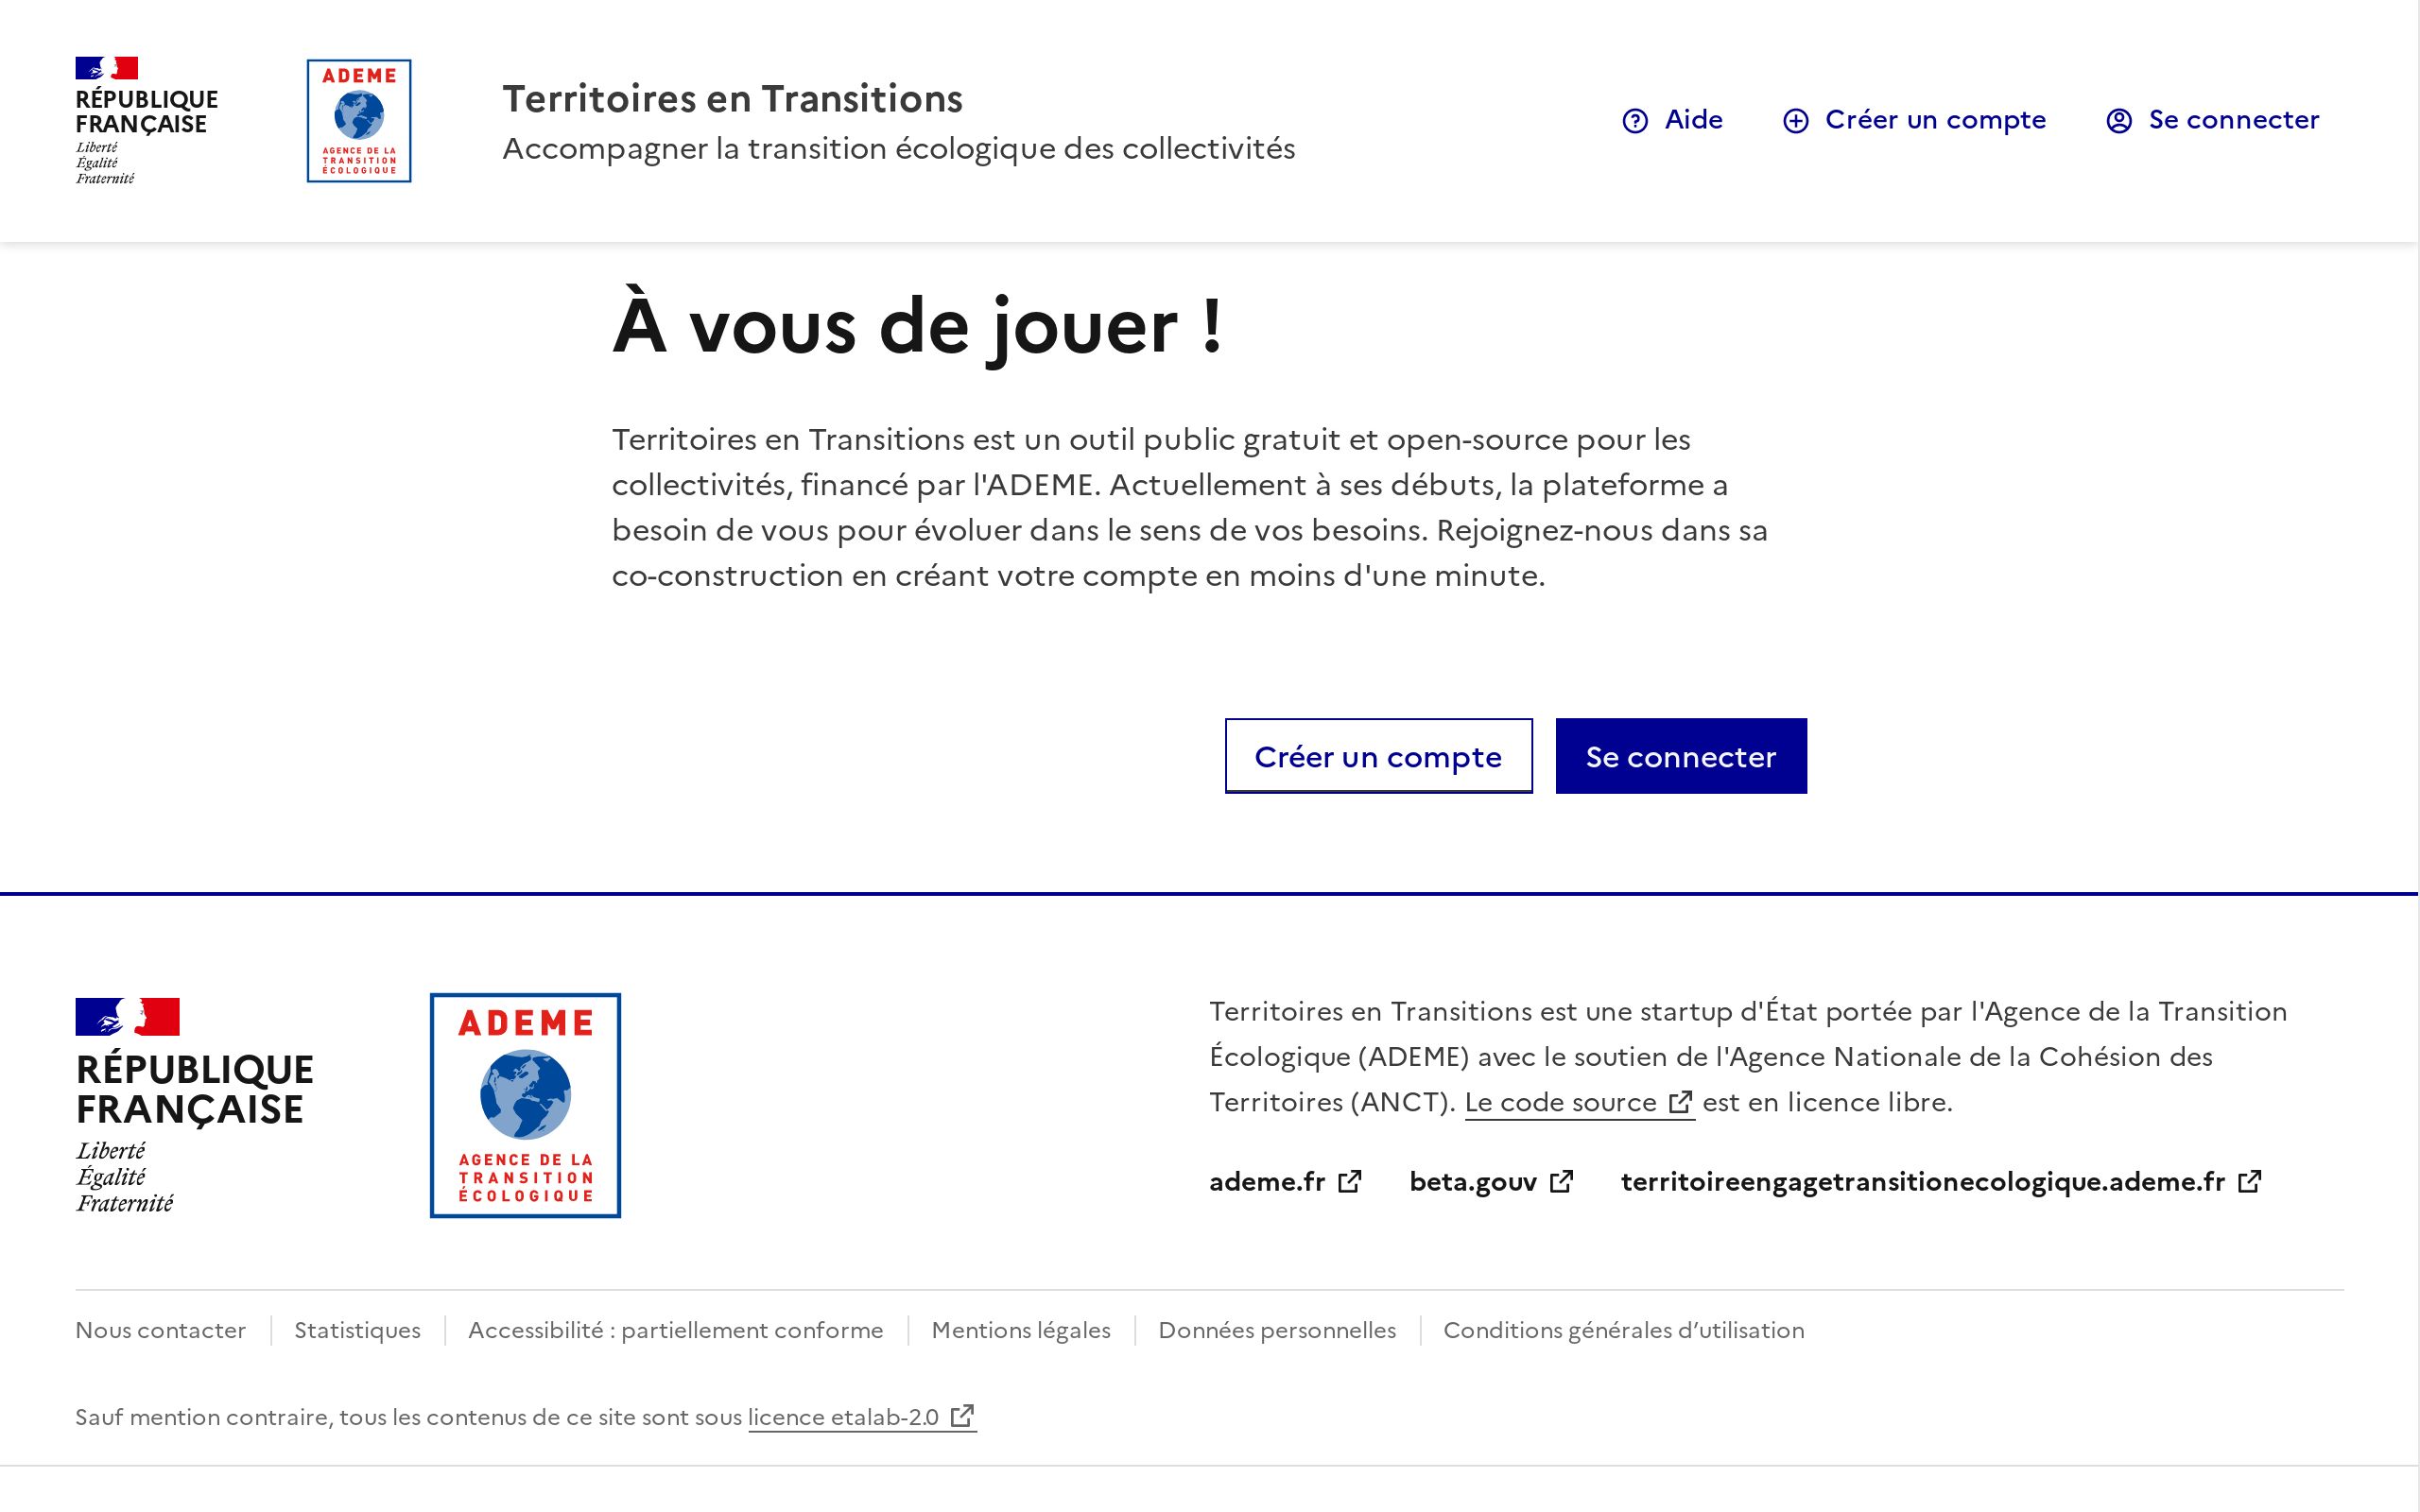 RÉPUBLIQUE
FRANÇAISE
Liberté
Égalité
Fraternité
ADEME
AGENCE DE LA
TRANSITION
ÉCOLOGIQUE
Territoires en Transitions
Accompagner la transition écologique des collectivités
Aide
Créer un compte
Se connecter
À vous de jouer !
Territoires en Transitions est un outil public gratuit et open-source pour les
collectivités, financé par l'ADEME. Actuellement à ses débuts, la plateforme a
besoin de vous pour évoluer dans le sens de vos besoins. Rejoignez-nous dans sa
co-construction en créant votre compte en moins d'une minute.
Créer un compte
Se connecter
RÉPUBLIQUE
FRANÇAISE
Liberté
Égalité
Fraternité
ADEME
AGENCE DE LA
TRANSITION
ÉCOLOGIQUE
Territoires en Transitions est une startup d'État portée par l'Agence de la Transition
Écologique (ADEME) avec le soutien de l'Agence Nationale de la Cohésion des
Territoires (ANCT). Le code source est en licence libre.
ademe.fr
beta.gouv
territoireengagetransitionecologique.ademe.fr
Nous contacter
Statistiques
Accessibilité : partiellement conforme
Mentions légales
Données personnelles
Conditions générales d’utilisation
Sauf mention contraire, tous les contenus de ce site sont sous licence etalab-2.0